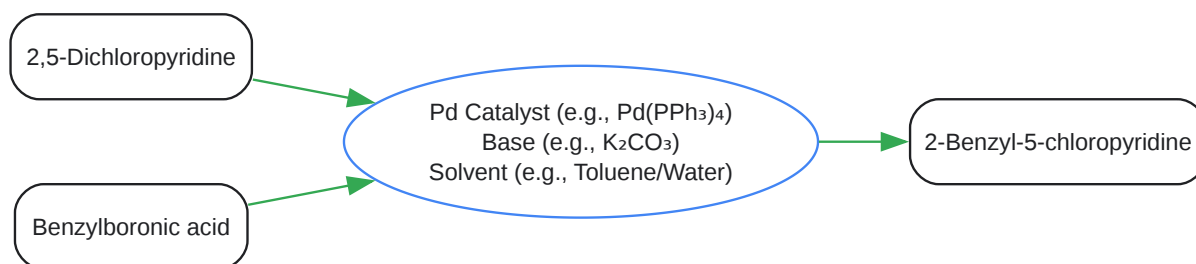 2,5-Dichloropyridine
Pd Catalyst (e.g., Pd(PPh₃)₄)
Base (e.g., K₂CO₃)
Solvent (e.g., Toluene/Water)
2-Benzyl-5-chloropyridine
Benzylboronic acid